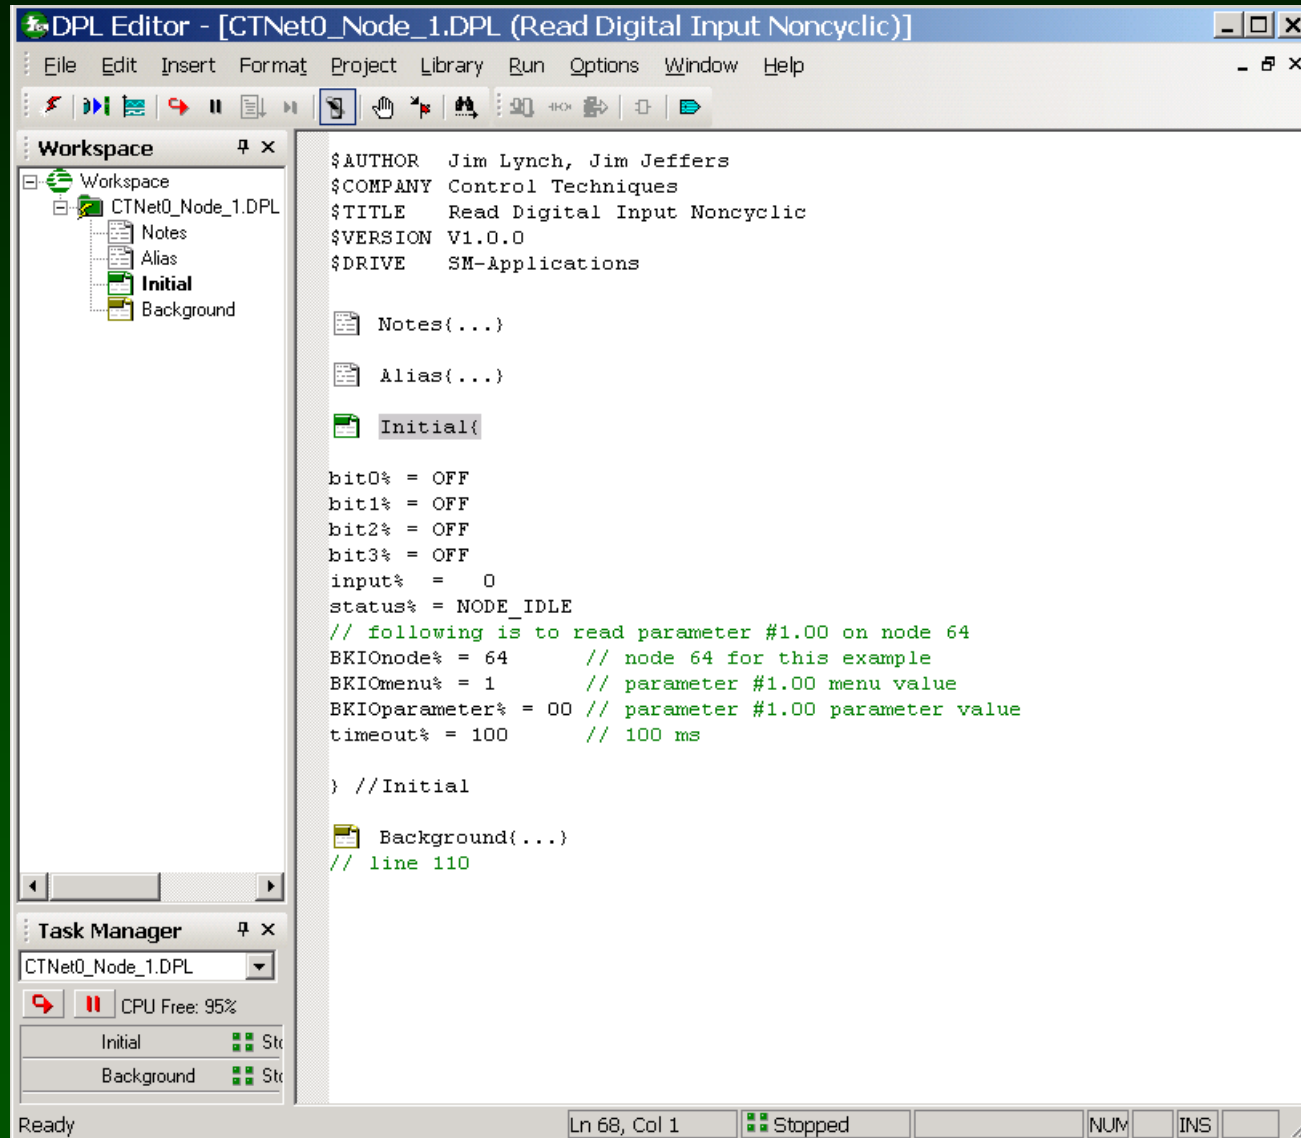 DPL Editor - [CTNet0_Node_1.DPL (Read Digital Input Noncyclic)]
File Edit Insert Format Project Library Run Options Window Help
Workspace
Workspace
CTNet0_Node_1.DPL
Notes
Alias
Initial
Background
$AUTHOR Jim Lynch, Jim Jeffers
$COMPANY Control Techniques
$TITLE Read Digital Input Noncyclic
$VERSION V1.0.0
$DRIVE SM-Applications
Notes{...}
Alias{...}
Initial{
bit0% = OFF
bit1% = OFF
bit2% = OFF
bit3% = OFF
input% = 0
status% = NODE_IDLE
// following is to read parameter #1.00 on node 64
BKIOnode% = 64 // node 64 for this example
BKIOmenu% = 1 // parameter #1.00 menu value
BKIOparameter% = 00 // parameter #1.00 parameter value
timeout% = 100 // 100 ms
} //Initial
Background{...}
// line 110
Task Manager
CTNet0_Node_1.DPL
CPU Free: 95%
Initial Sto
Background Sto
Ready Ln 68, Col 1 Stopped NUM INS